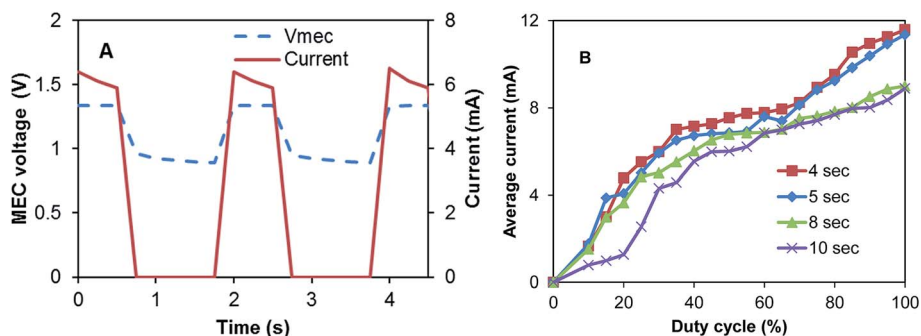 A
Vmec
Current
MEC voltage (V)
2
1.5
1
0.5
0
0 1 2 3 4
Time (s)
8
6
4
2
0
Current (mA)
B
Average current (mA)
12
8
4
0
4 sec
5 sec
8 sec
10 sec
0 20 40 60 80 100
Duty cycle (%)